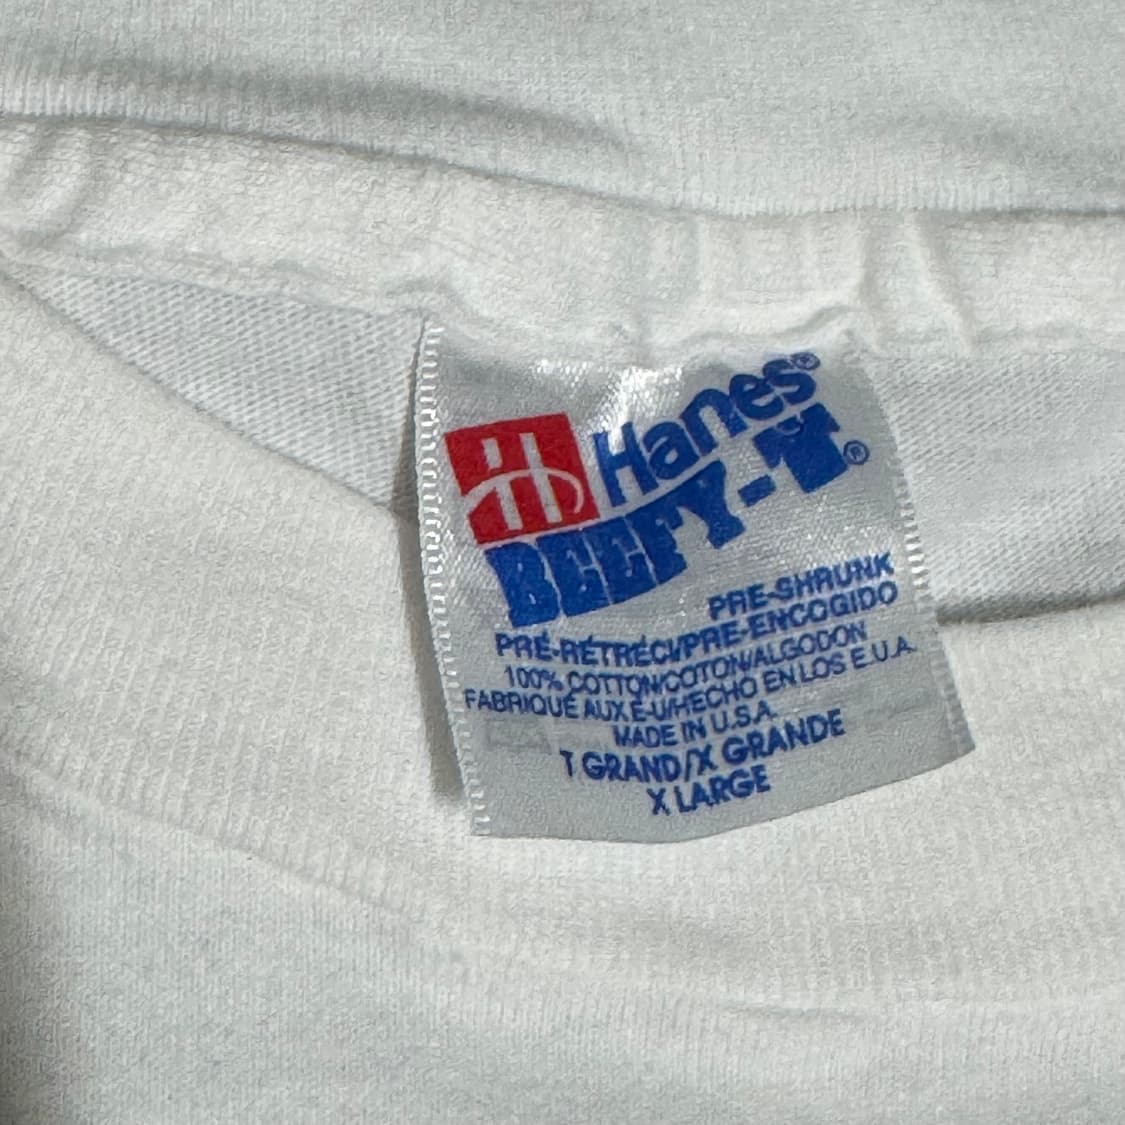 Hanes®
BEEFY-T®
PRE-SHRUNK
PRÉ-RÉTRÉCI/PRE-ENCOGIDO
100% COTTON/COTON/ALGODON
FABRIQUÉ AUX É-U/HECHO EN LOS E.U.A.
MADE IN U.S.A.
T GRAND/X GRANDE
X LARGE